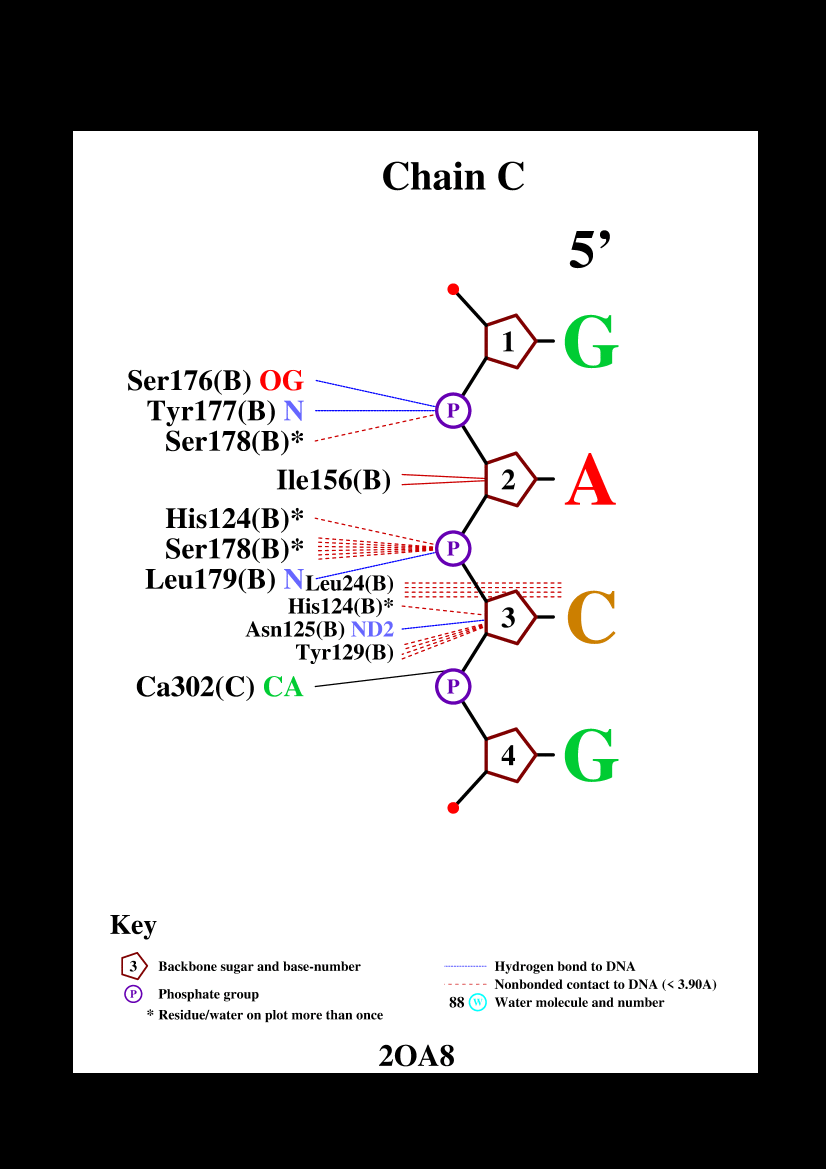 Chain C
5’
1 G
Ser176(B) OG
Tyr177(B) N P
Ser178(B)*
Ile156(B) 2 A
His124(B)*
Ser178(B)* P
Leu179(B) N
Leu24(B)
His124(B)* 3 C
Asn125(B) ND2
Tyr129(B)
Ca302(C) CA P
4 G
Key
3 Backbone sugar and base-number
P Phosphate group
* Residue/water on plot more than once
Hydrogen bond to DNA
Nonbonded contact to DNA (< 3.90A)
88 W Water molecule and number
2OA8